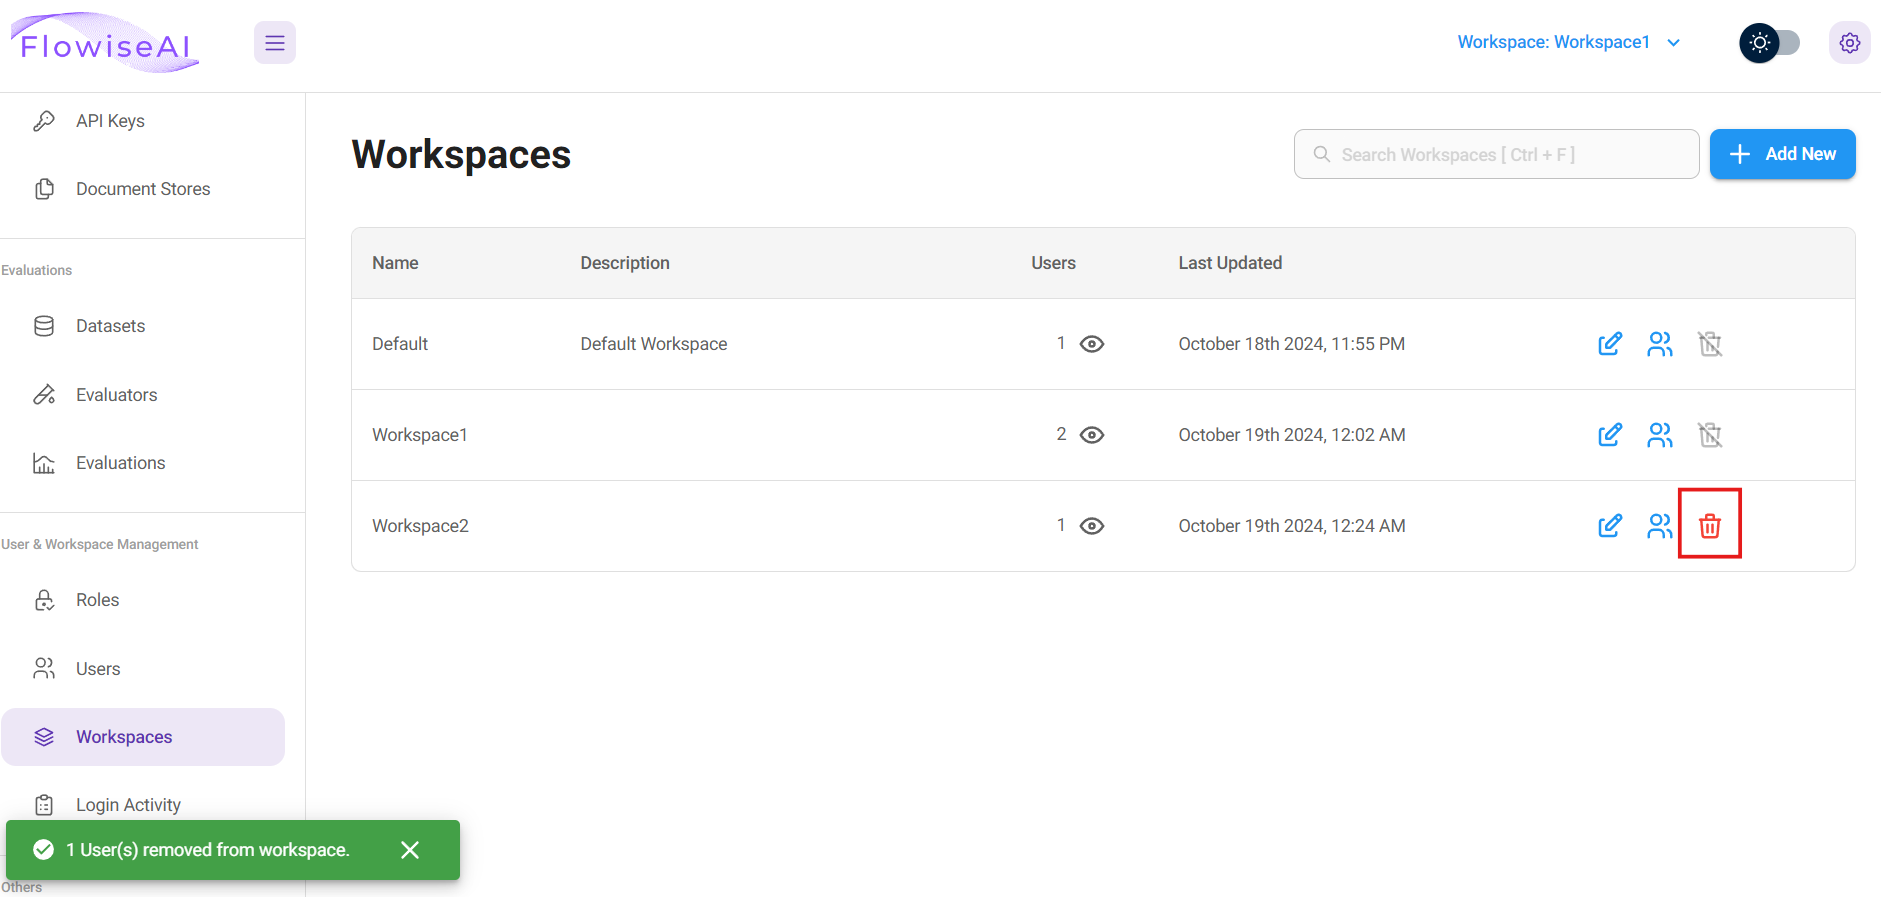 FlowiseAI
Workspace: Workspace1
API Keys
Document Stores
Evaluations
Datasets
Evaluators
Evaluations
User & Workspace Management
Roles
Users
Workspaces
Login Activity
1 User(s) removed from workspace.
Others
Workspaces
Search Workspaces [ Ctrl + F ]
Add New
Name Description Users Last Updated
Default Default Workspace 1 October 18th 2024, 11:55 PM
Workspace1 2 October 19th 2024, 12:02 AM
Workspace2 1 October 19th 2024, 12:24 AM